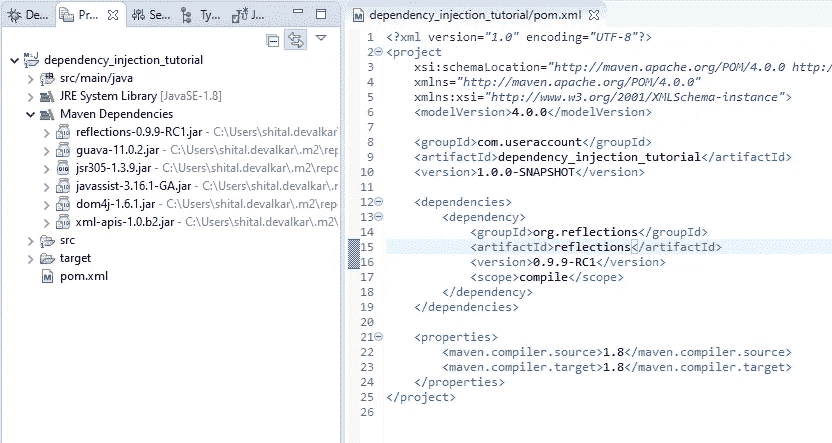 De...
Pr...
Se...
Ty...
J...
dependency_injection_tutorial
src/main/java
JRE System Library [JavaSE-1.8]
Maven Dependencies
reflections-0.9.9-RC1.jar - C:\Users\shital.devalkar\
guava-11.0.2.jar - C:\Users\shital.devalkar\.m2\repo
jsr305-1.3.9.jar - C:\Users\shital.devalkar\.m2\repc
javassist-3.16.1-GA.jar - C:\Users\shital.devalkar\.m
dom4j-1.6.1.jar - C:\Users\shital.devalkar\.m2\repo
xml-apis-1.0.b2.jar - C:\Users\shital.devalkar\.m2\r
src
target
pom.xml
dependency_injection_tutorial/pom.xml
1 <?xml version="1.0" encoding="UTF-8"?>
2 <project
3 xsi:schemaLocation="http://maven.apache.org/POM/4.0.0 http:
4 xmlns="http://maven.apache.org/POM/4.0.0"
5 xmlns:xsi="http://www.w3.org/2001/XMLSchema-instance">
6 <modelVersion>4.0.0</modelVersion>
7
8 <groupId>com.useraccount</groupId>
9 <artifactId>dependency_injection_tutorial</artifactId>
10 <version>1.0.0-SNAPSHOT</version>
11
12 <dependencies>
13 <dependency>
14 <groupId>org.reflections</groupId>
15 <artifactId>reflections</artifactId>
16 <version>0.9.9-RC1</version>
17 <scope>compile</scope>
18 </dependency>
19 </dependencies>
20
21 <properties>
22 <maven.compiler.source>1.8</maven.compiler.source>
23 <maven.compiler.target>1.8</maven.compiler.target>
24 </properties>
25 </project>
26